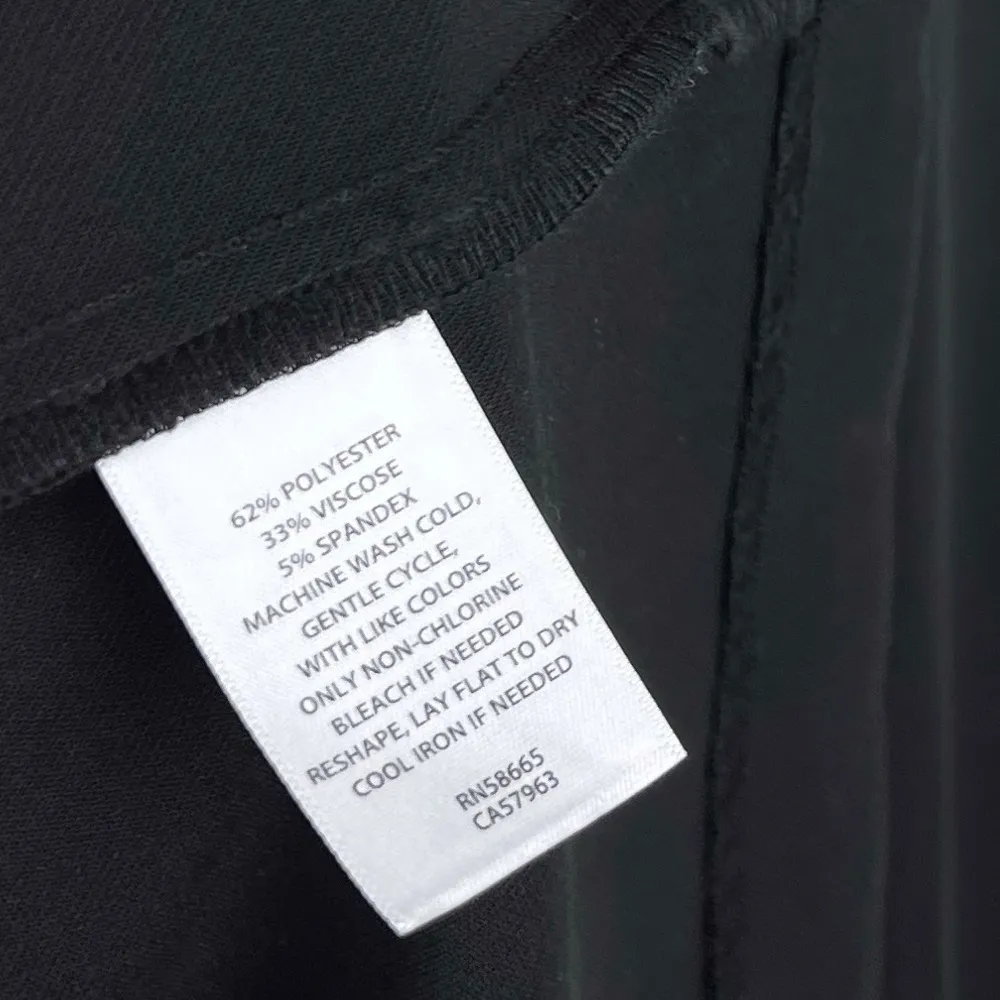 62% POLYESTER
33% VISCOSE
5% SPANDEX
MACHINE WASH COLD,
GENTLE CYCLE,
WITH LIKE COLORS
ONLY NON-CHLORINE
BLEACH IF NEEDED
RESHAPE, LAY FLAT TO DRY
COOL IRON IF NEEDED
RN58665
CA57963